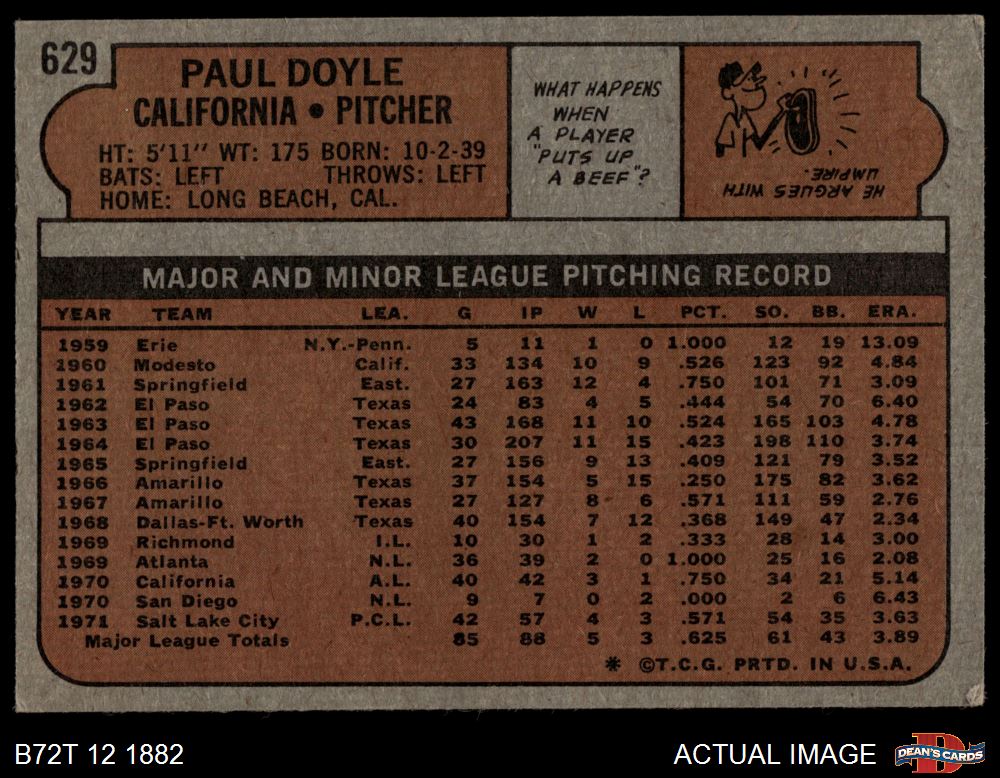 629
PAUL DOYLE
CALIFORNIA • PITCHER
HT: 5'11" WT: 175 BORN: 10-2-39
BATS: LEFT THROWS: LEFT
HOME: LONG BEACH, CAL.
WHAT HAPPENS
WHEN
A PLAYER
"PUTS UP
A BEEF"?
HE ARGUES WITH
UMPIRE.
MAJOR AND MINOR LEAGUE PITCHING RECORD
YEAR TEAM LEA. G IP W L PCT. SO. BB. ERA.
1959 Erie N.Y.-Penn. 5 11 1 0 1.000 12 19 13.09
1960 Modesto Calif. 33 134 10 9 .526 123 92 4.84
1961 Springfield East. 27 163 12 4 .750 101 71 3.09
1962 El Paso Texas 24 83 4 5 .444 54 70 6.40
1963 El Paso Texas 43 168 11 10 .524 165 103 4.78
1964 El Paso Texas 30 207 11 15 .423 198 110 3.74
1965 Springfield East. 27 156 9 13 .409 121 79 3.52
1966 Amarillo Texas 37 154 5 15 .250 175 82 3.62
1967 Amarillo Texas 27 127 8 6 .571 111 59 2.76
1968 Dallas-Ft. Worth Texas 40 154 7 12 .368 149 47 2.34
1969 Richmond I.L. 10 30 1 2 .333 28 14 3.00
1969 Atlanta N.L. 36 39 2 0 1.000 25 16 2.08
1970 California A.L. 40 42 3 1 .750 34 21 5.14
1970 San Diego N.L. 9 7 0 2 .000 2 6 6.43
1971 Salt Lake City P.C.L. 42 57 4 3 .571 54 35 3.63
Major League Totals 85 88 5 3 .625 61 43 3.89
* ©T.C.G. PRTD. IN U.S.A.
B72T 12 1882
ACTUAL IMAGE
D
DEAN'S CARDS